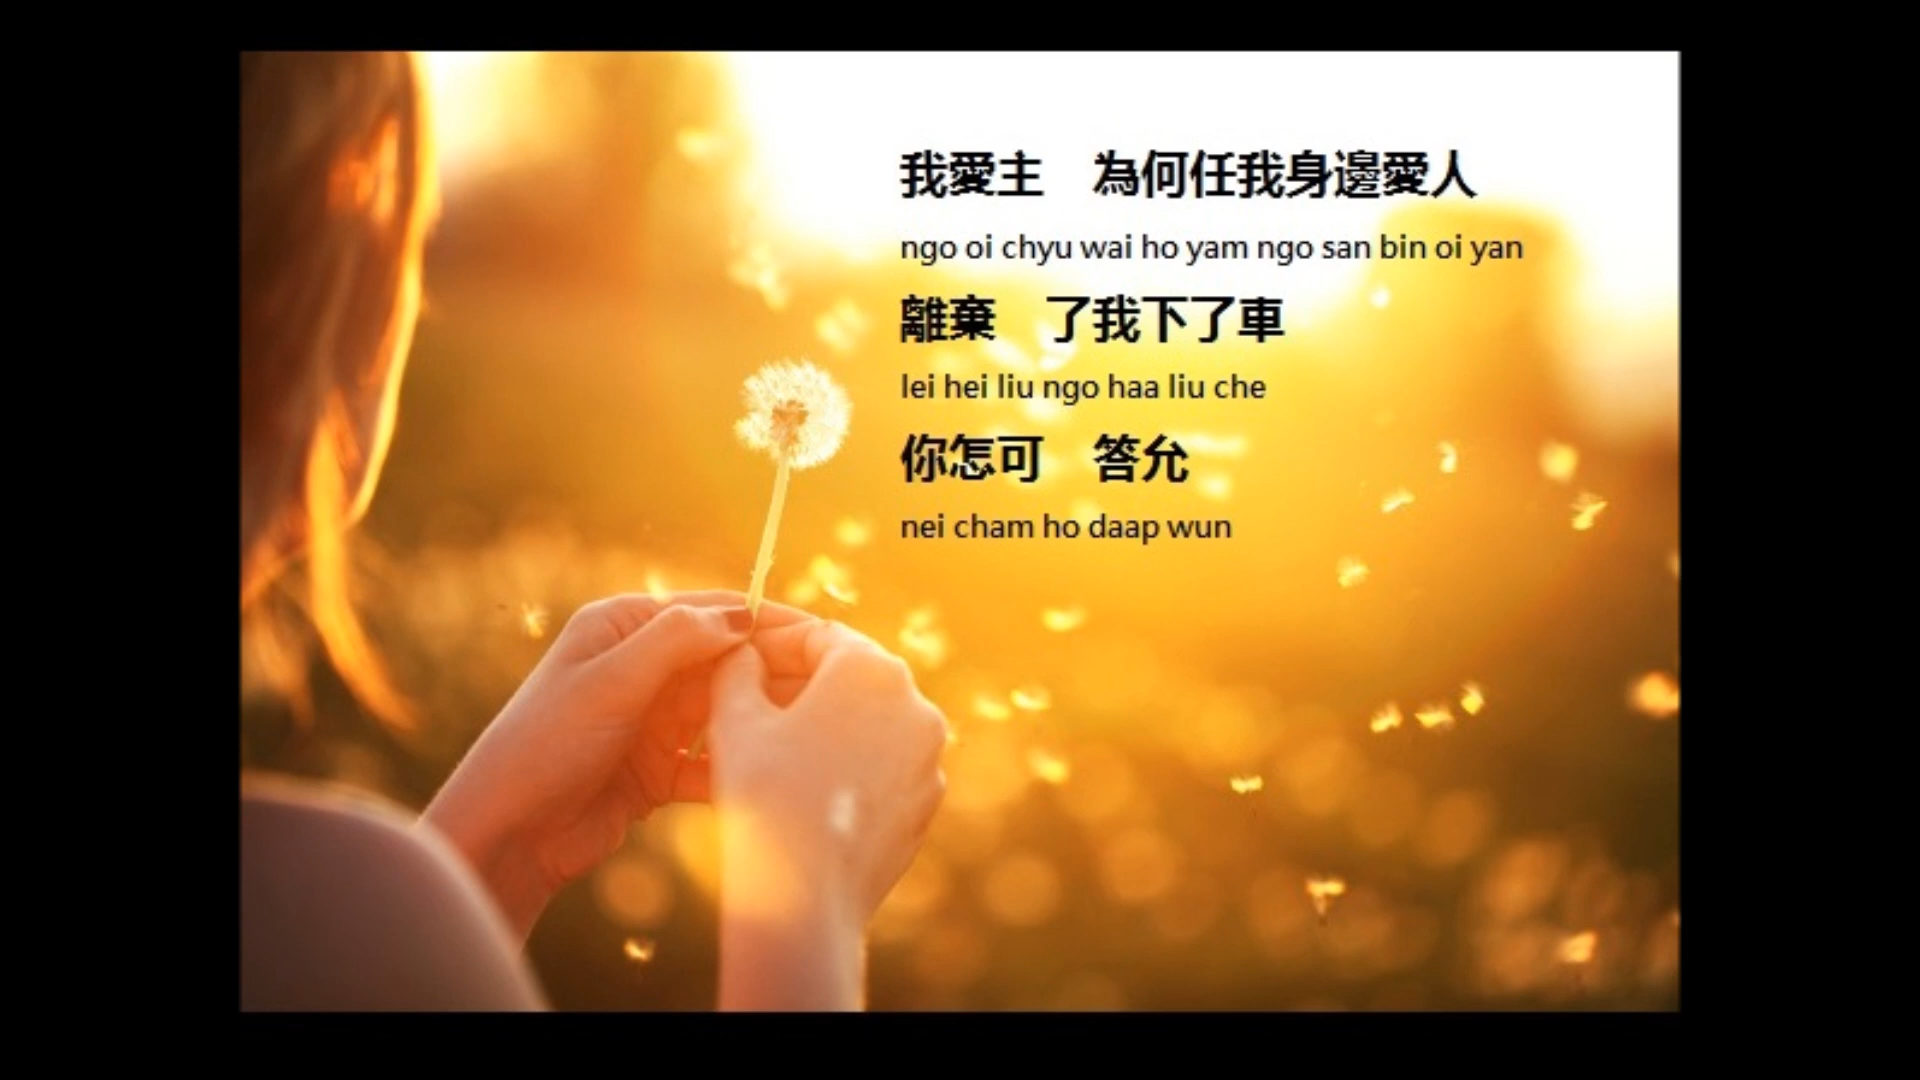 我愛主　為何任我身邊愛人
ngo oi chyu wai ho yam ngo san bin oi yan
離棄　了我下了車
lei hei liu ngo haa liu che
你怎可　答允
nei cham ho daap wun